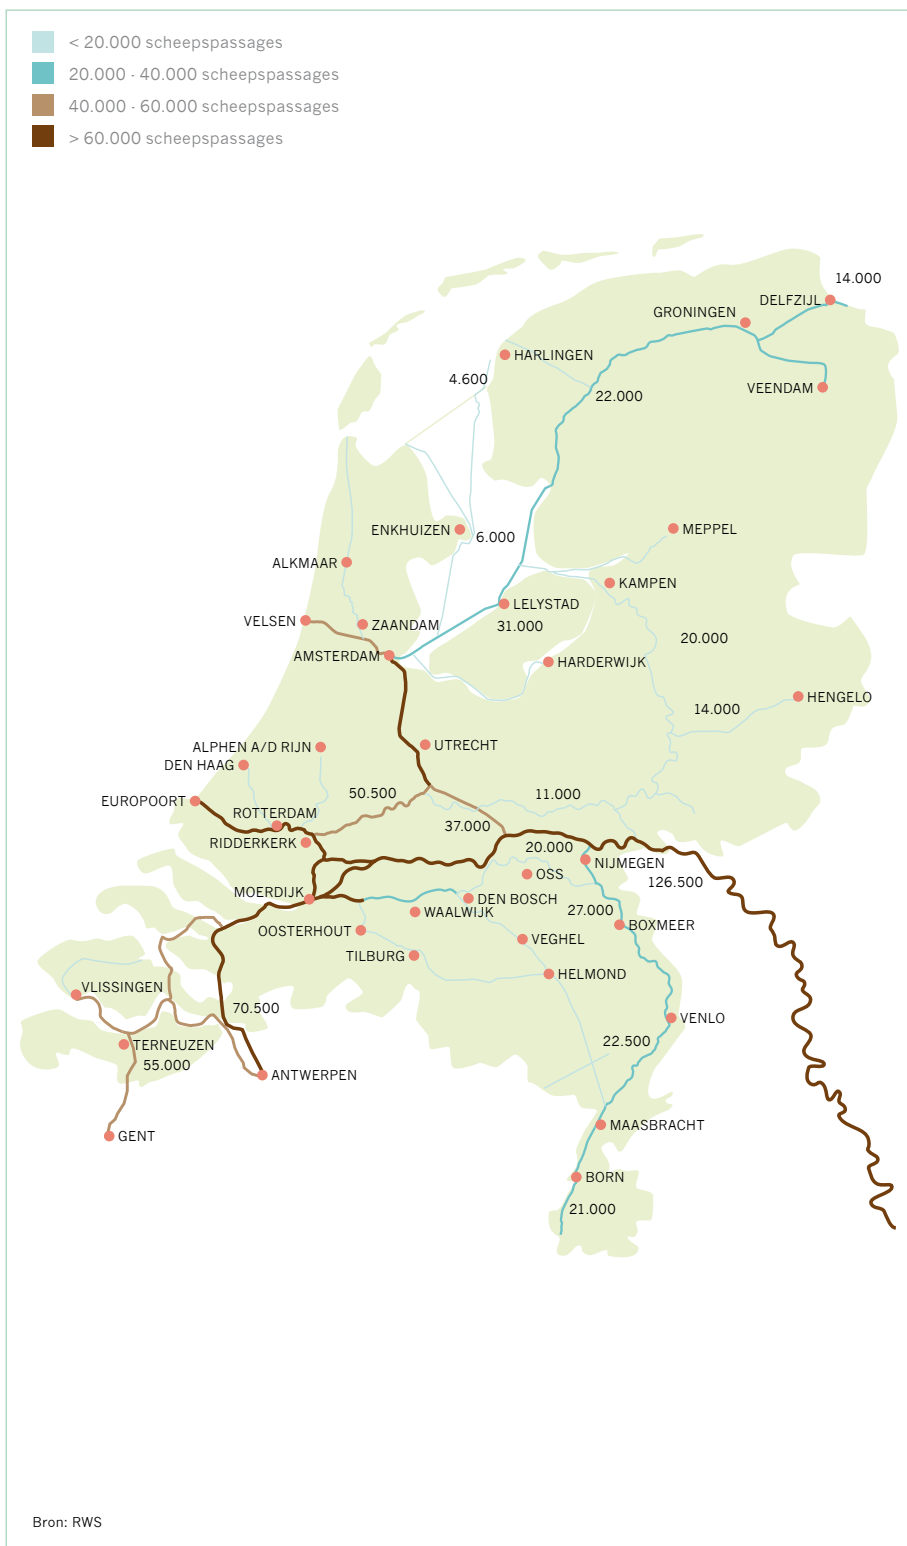 < 20.000 scheepspassages
20.000 - 40.000 scheepspassages
40.000 - 60.000 scheepspassages
> 60.000 scheepspassages
14.000
DELFZIJL
GRONINGEN
HARLINGEN
4.600
VEENDAM
22.000
ENKHUIZEN
MEPPEL
6.000
ALKMAAR
KAMPEN
LELYSTAD
VELSEN
ZAANDAM
31.000
20.000
AMSTERDAM
HARDERWIJK
HENGELO
14.000
ALPHEN A/D RIJN
UTRECHT
DEN HAAG
50.500
11.000
EUROPOORT
ROTTERDAM
37.000
RIDDERKERK
20.000
NIJMEGEN
OSS
126.500
MOERDIJK
DEN BOSCH
WAALWIJK
27.000
OOSTERHOUT
BOXMEER
VEGHEL
TILBURG
HELMOND
VLISSINGEN
70.500
VENLO
TERNEUZEN
22.500
55.000
ANTWERPEN
MAASBRACHT
GENT
BORN
21.000
Bron: RWS